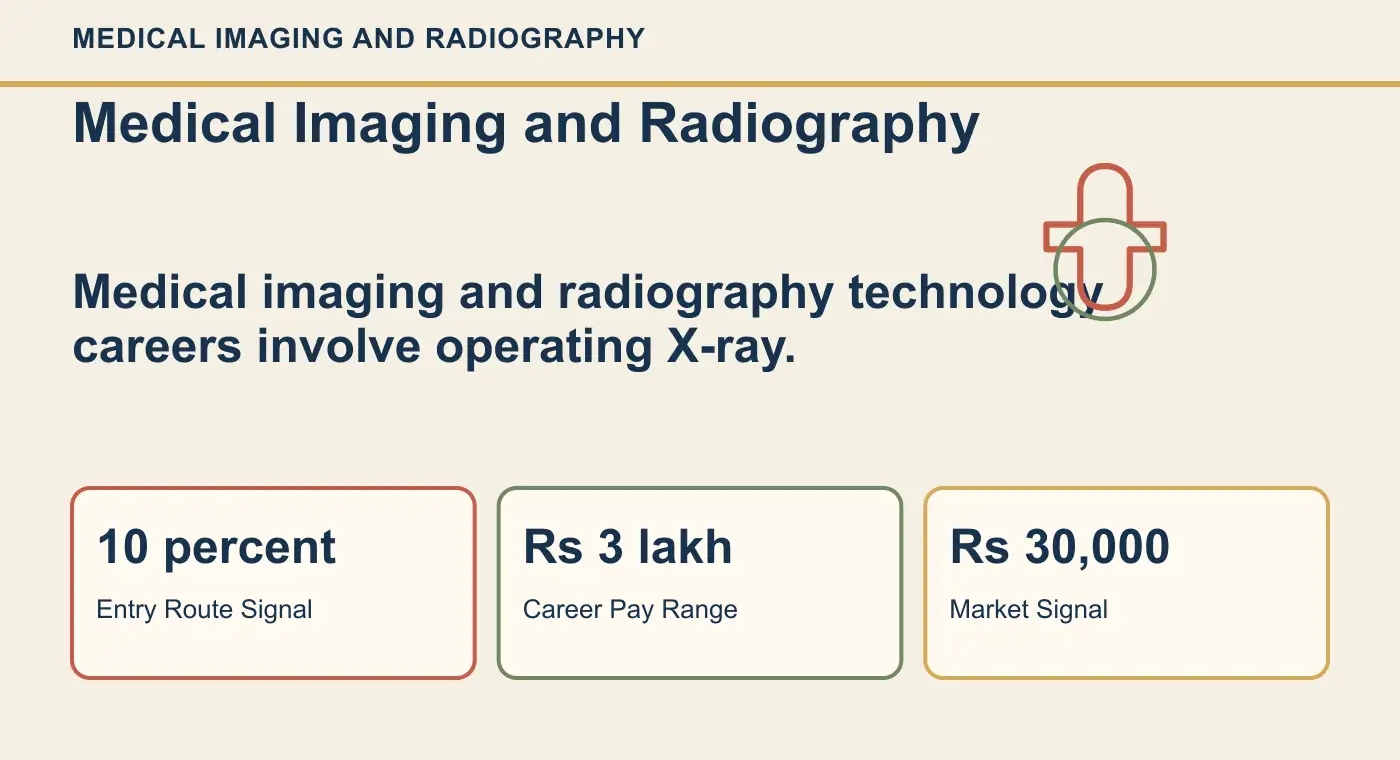 MEDICAL IMAGING AND RADIOGRAPHY
Medical Imaging and Radiography
Medical imaging and radiography technology
careers involve operating X-ray.
10 percent
Entry Route Signal
Rs 3 lakh
Career Pay Range
Rs 30,000
Market Signal